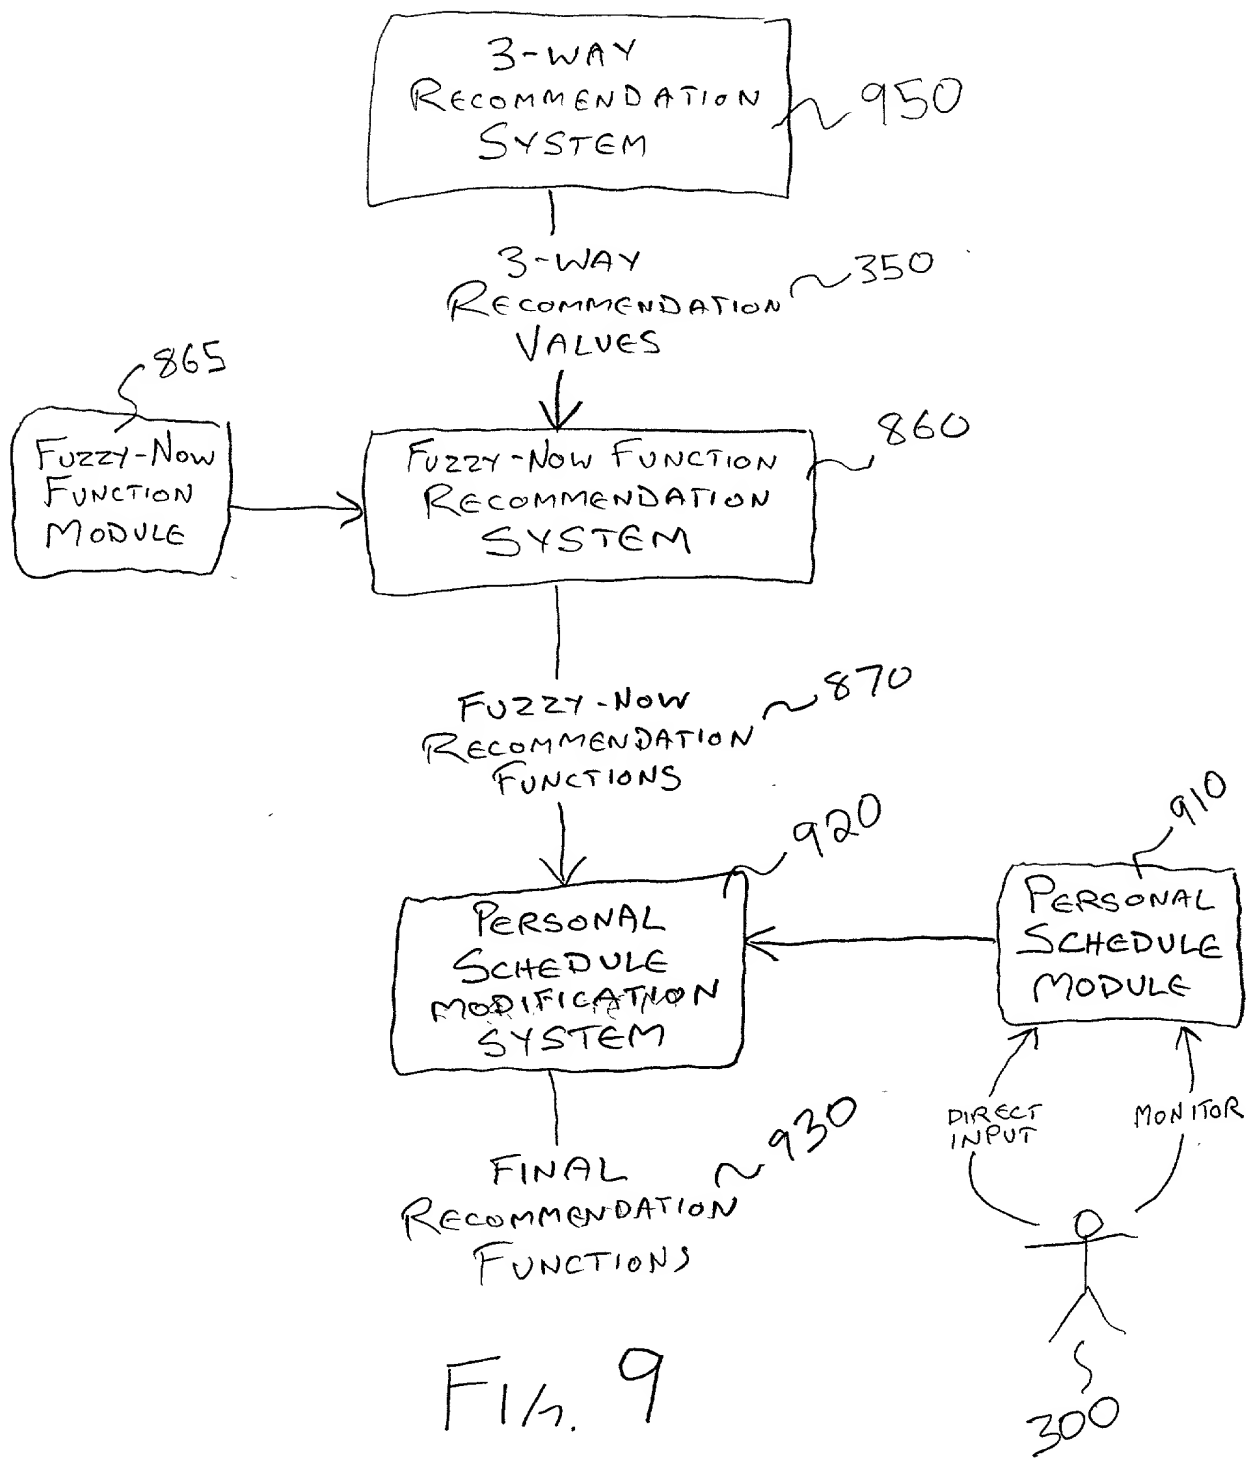 3-WAY
RECOMMENDATION
SYSTEM
950
3-WAY
RECOMMENDATION
VALUES
350
865
FUZZY-NOW
FUNCTION
MODULE
FUZZY-NOW FUNCTION
RECOMMENDATION
SYSTEM
860
FUZZY-NOW
RECOMMENDATION
FUNCTIONS
870
920
PERSONAL
SCHEDULE
MODIFICATION
SYSTEM
910
PERSONAL
SCHEDULE
MODULE
DIRECT
INPUT
MONITOR
FINAL
RECOMMENDATION
FUNCTIONS
930
300
FIG. 9